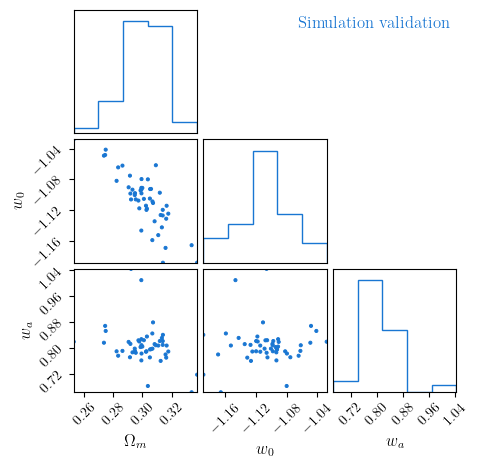 Simulation validation
w₀
−1.04
−1.08
−1.12
−1.16
−1.19
wₐ
1.04
0.96
0.88
0.80
0.72
0.26 0.28 0.30 0.32
−1.16 −1.12 −1.08 −1.04
0.72 0.80 0.88 0.96 1.04
Ωₘ
w₀
wₐ